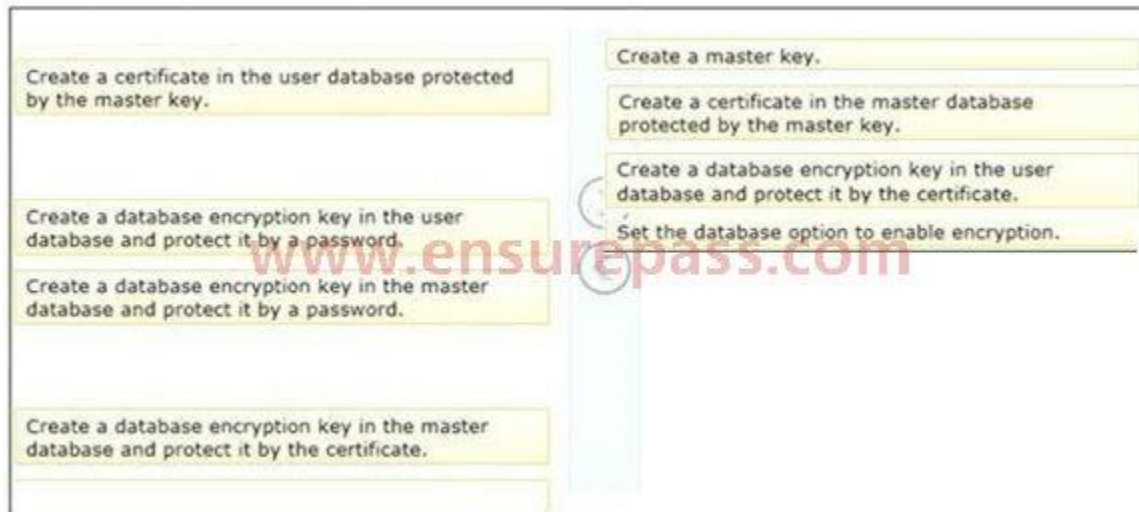 Create a certificate in the user database protected
by the master key.
Create a database encryption key in the user
database and protect it by a password.
Create a database encryption key in the master
database and protect it by a password.
Create a database encryption key in the master
database and protect it by the certificate.
Create a master key.
Create a certificate in the master database
protected by the master key.
Create a database encryption key in the user
database and protect it by the certificate.
Set the database option to enable encryption.
www.ensurepass.com